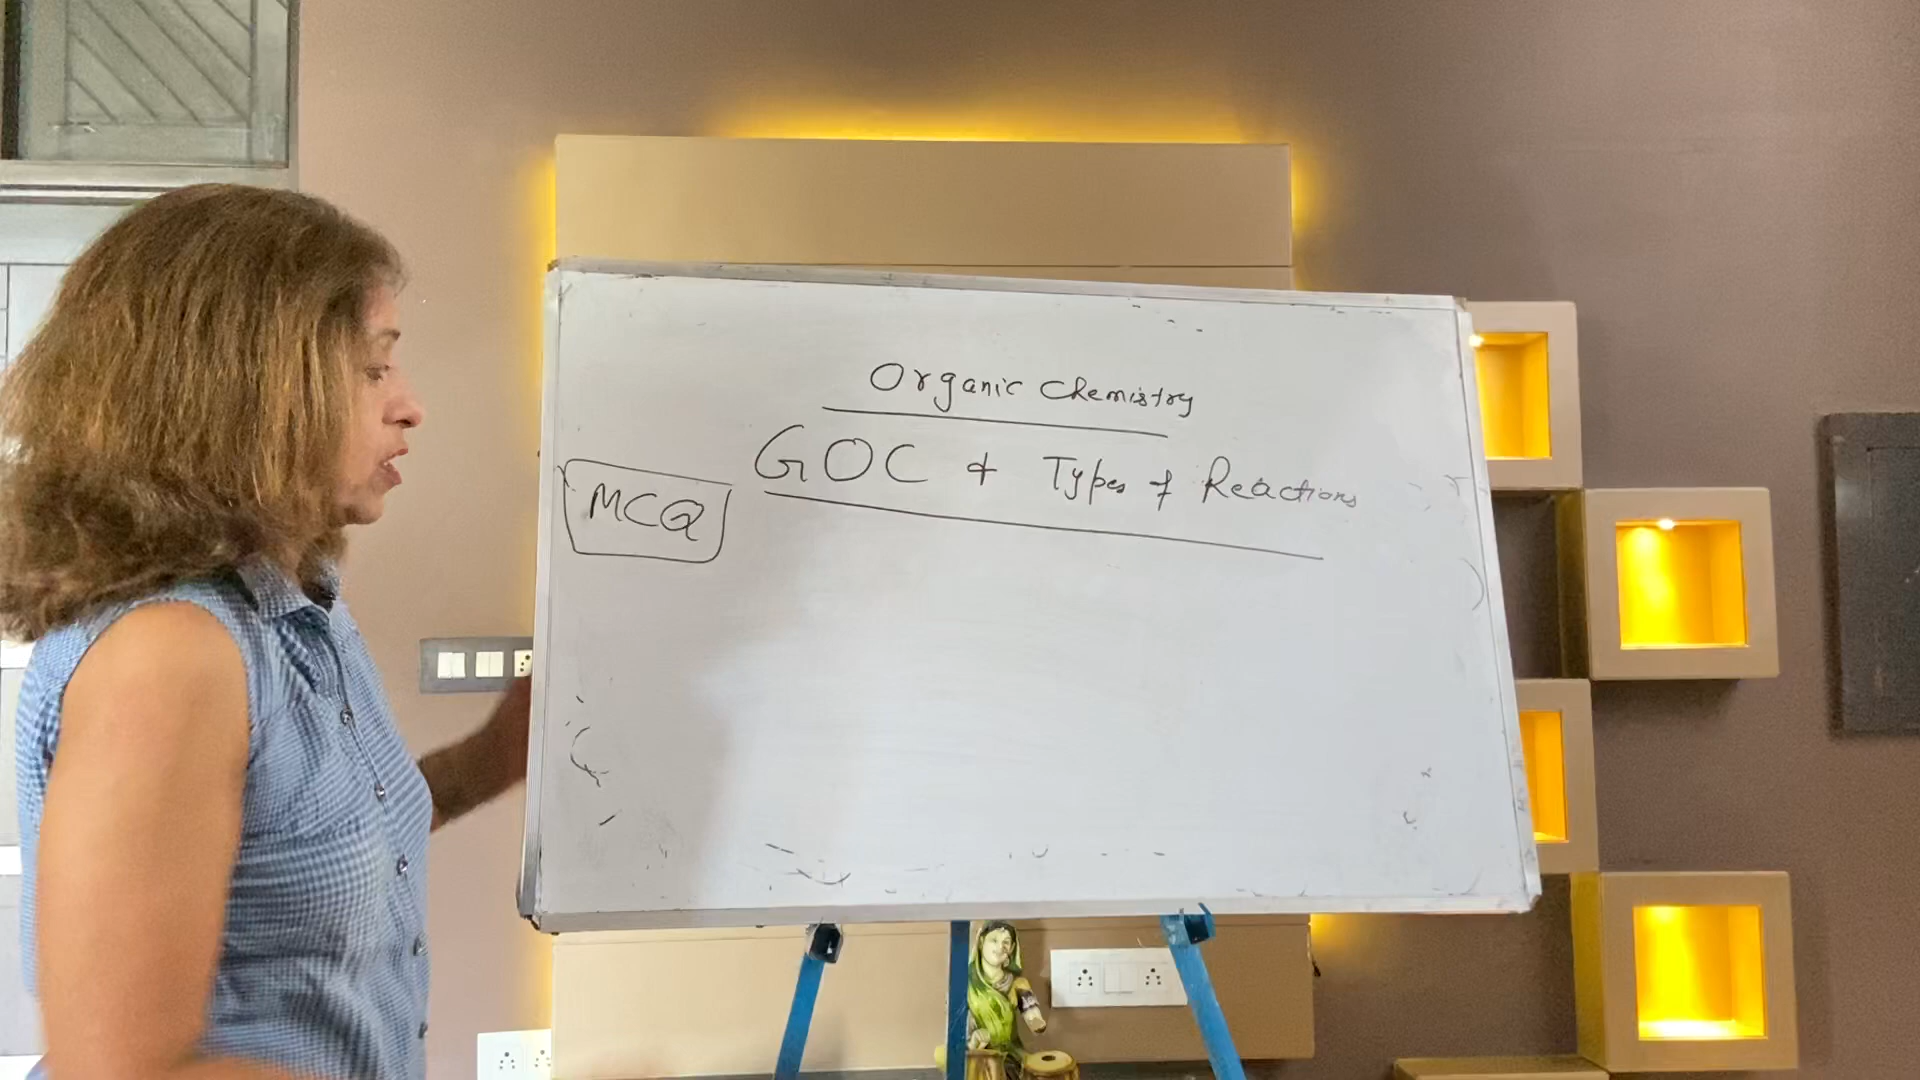 Organic Chemistry
GOC + Types of Reactions
MCQ